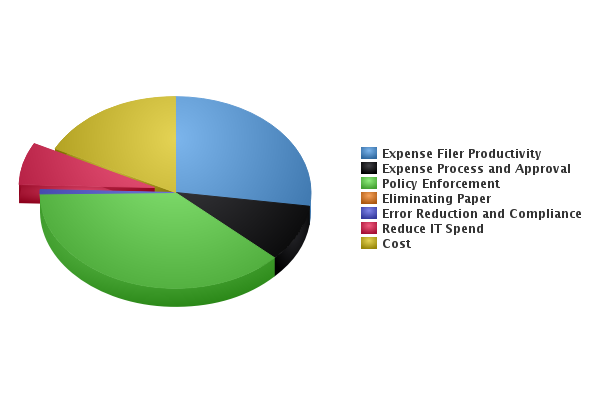 Expense Filer Productivity
Expense Process and Approval
Policy Enforcement
Eliminating Paper
Error Reduction and Compliance
Reduce IT Spend
Cost